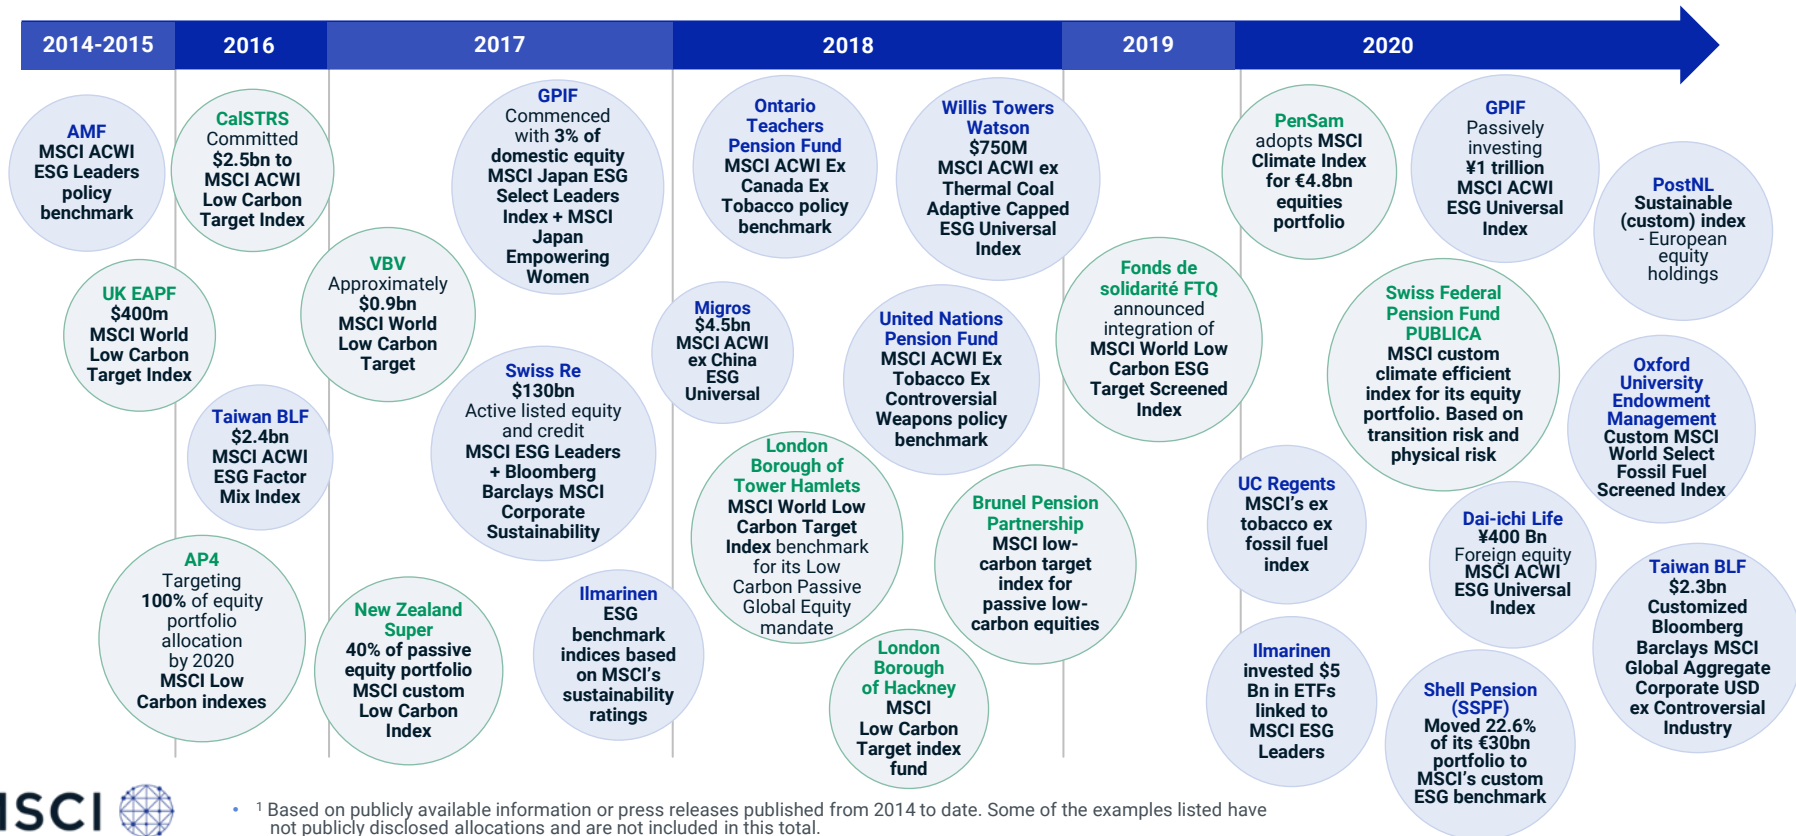 2014-2015
2016
2017
2018
2019
2020
AMF
MSCI ACWI
ESG Leaders
policy
benchmark
UK EAPF
$400m
MSCI World
Low Carbon
Target Index
CalSTRS
Committed
$2.5bn to
MSCI ACWI
Low Carbon
Target Index
Taiwan BLF
$2.4bn
MSCI ACWI
ESG Factor
Mix Index
AP4
Targeting
100% of equity
portfolio
allocation
by 2020
MSCI Low
Carbon indexes
VBV
Approximately
$0.9bn
MSCI World
Low Carbon
Target
New Zealand
Super
40% of passive
equity portfolio
MSCI custom
Low Carbon
Index
GPIF
Commenced
with 3% of
domestic equity
MSCI Japan ESG
Select Leaders
Index + MSCI
Japan
Empowering
Women
Swiss Re
$130bn
Active listed equity
and credit
MSCI ESG Leaders
+ Bloomberg
Barclays MSCI
Corporate
Sustainability
Ilmarinen
ESG
benchmark
indices based
on MSCI's
sustainability
ratings
Ontario
Teachers
Pension Fund
MSCI ACWI Ex
Canada Ex
Tobacco policy
benchmark
Migros
$4.5bn
MSCI ACWI
ex China
ESG
Universal
London
Borough of
Tower Hamlets
MSCI World Low
Carbon Target
Index benchmark
for its Low
Carbon Passive
Global Equity
mandate
Willis Towers
Watson
$750M
MSCI ACWI ex
Thermal Coal
Adaptive Capped
ESG Universal
Index
United Nations
Pension Fund
MSCI ACWI Ex
Tobacco Ex
Controversial
Weapons policy
benchmark
Brunel Pension
Partnership
MSCI low-
carbon target
index for
passive low-
carbon equities
London
Borough
of Hackney
MSCI
Low Carbon
Target index
fund
Fonds de
solidarité FTQ
announced
integration of
MSCI World Low
Carbon ESG
Target Screened
Index
PenSam
adopts MSCI
Climate Index
for €4.8bn
equities
portfolio
GPIF
Passively
investing
¥1 trillion
MSCI ACWI
ESG Universal
Index
PostNL
Sustainable
(custom) index
- European
equity
holdings
Swiss Federal
Pension Fund
PUBLICA
MSCI custom
climate efficient
index for its equity
portfolio. Based on
transition risk and
physical risk
Oxford
University
Endowment
Management
Custom MSCI
World Select
Fossil Fuel
Screened Index
UC Regents
MSCI's ex
tobacco ex
fossil fuel
index
Dai-ichi Life
¥400 Bn
Foreign equity
MSCI ACWI
ESG Universal
Index
Taiwan BLF
$2.3bn
Customized
Bloomberg
Barclays MSCI
Global Aggregate
Corporate USD
ex Controversial
Industry
Ilmarinen
invested $5
Bn in ETFs
linked to
MSCI ESG
Leaders
Shell Pension
(SSPF)
Moved 22.6%
of its €30bn
portfolio to
MSCI's custom
ESG benchmark
MSCI
• ¹ Based on publicly available information or press releases published from 2014 to date. Some of the examples listed have
not publicly disclosed allocations and are not included in this total.